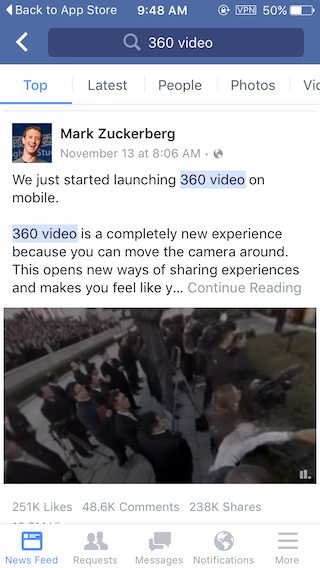 Back to App Store 9:48 AM VPN 50%
360 video
Top Latest People Photos
Mark Zuckerberg
November 13 at 8:06 AM ·
We just started launching 360 video on
mobile.
360 video is a completely new experience
because you can move the camera around.
This opens new ways of sharing experiences
and makes you feel like y... Continue Reading
251K Likes 48.6K Comments 238K Shares
News Feed Requests Messages Notifications More